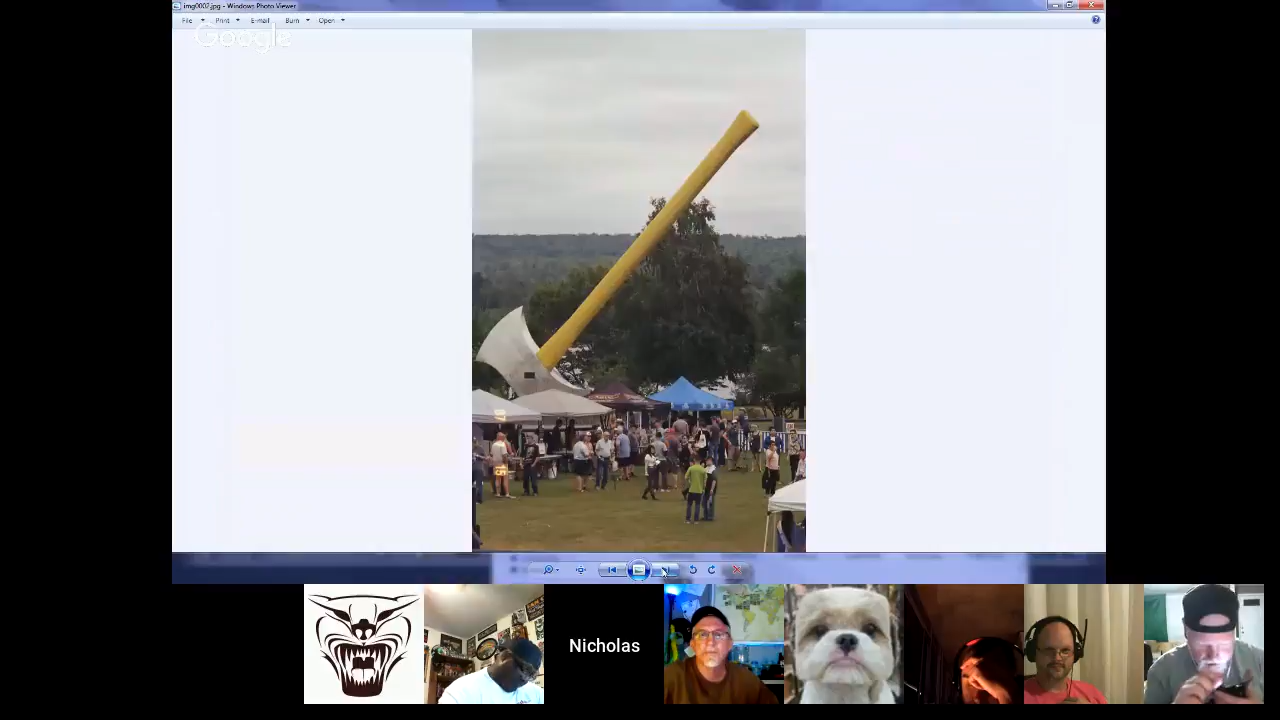 img0002.jpg - Windows Photo Viewer
File Print E-mail Burn Open
Google
Nicholas